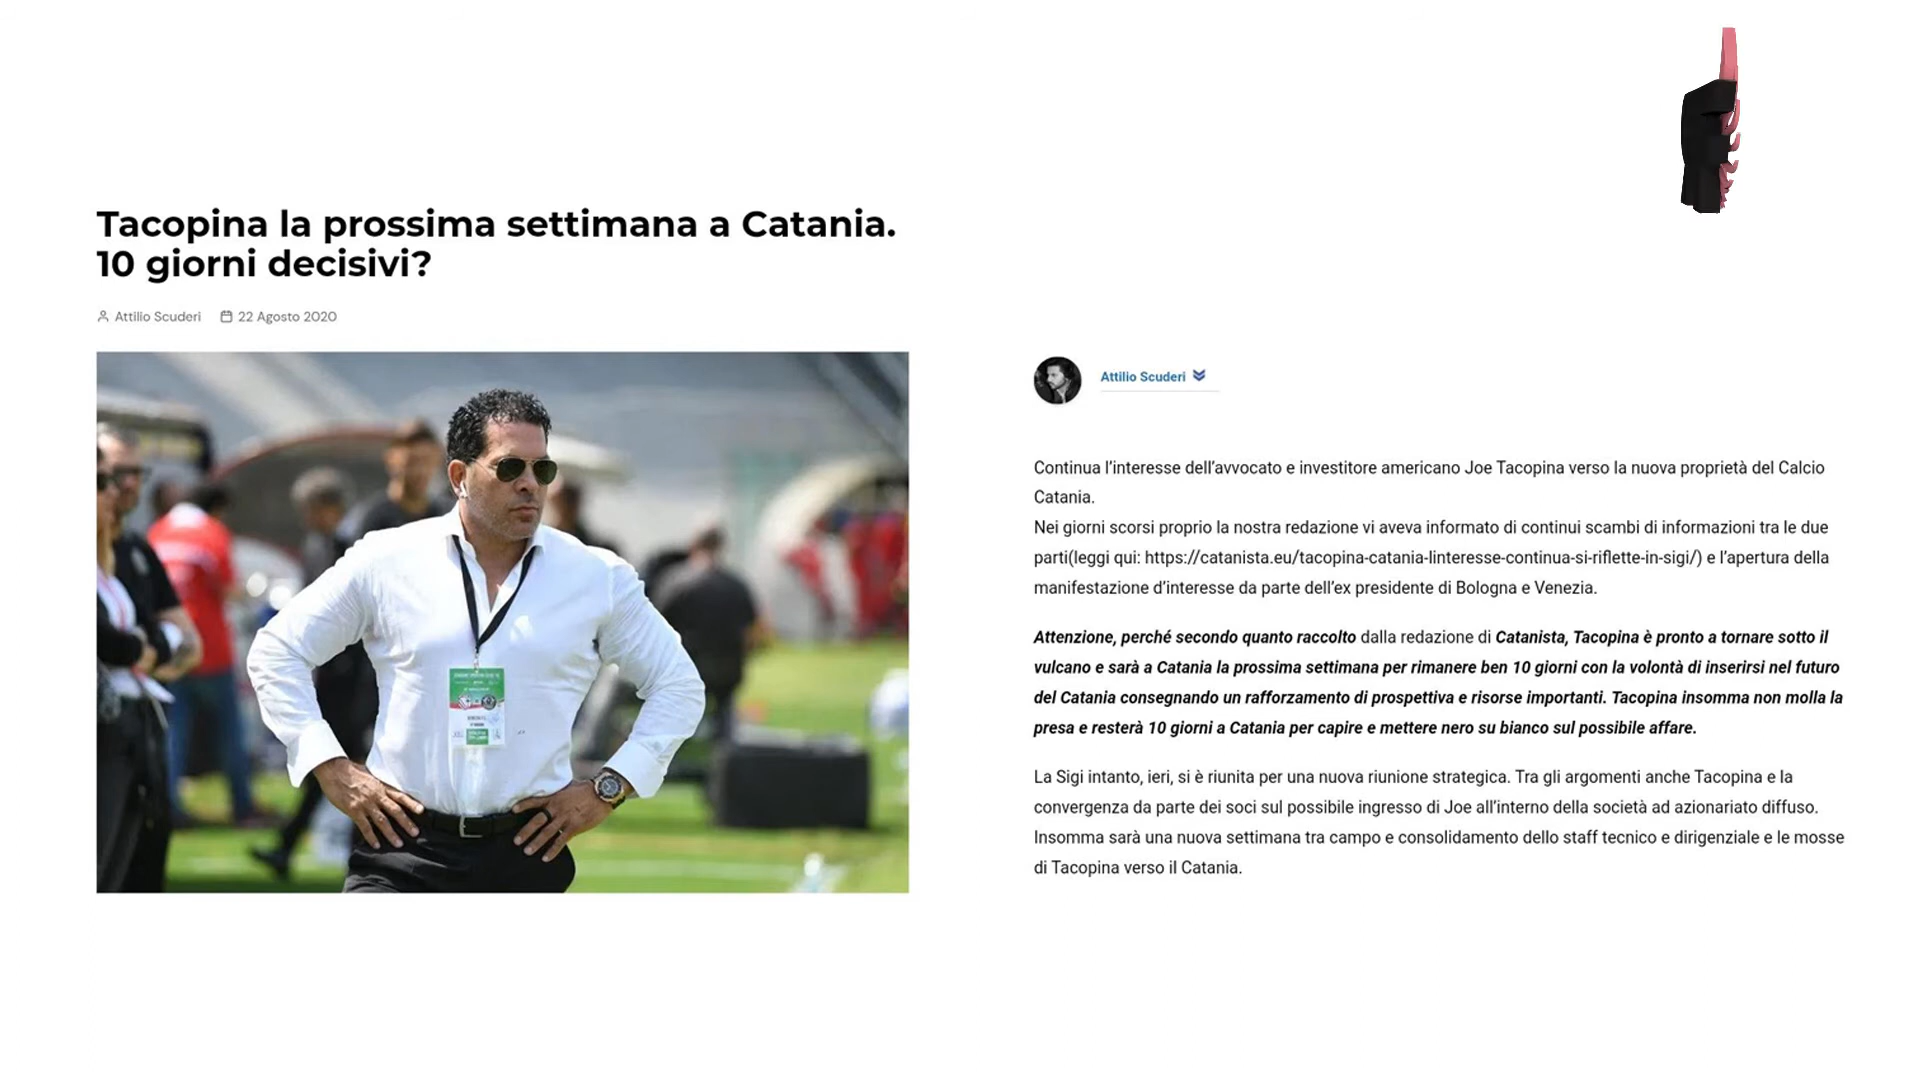 Tacopina la prossima settimana a Catania.
10 giorni decisivi?
Attilio Scuderi 22 Agosto 2020
Attilio Scuderi
Continua l’interesse dell’avvocato e investitore americano Joe Tacopina verso la nuova proprietà del Calcio
Catania.
Nei giorni scorsi proprio la nostra redazione vi aveva informato di continui scambi di informazioni tra le due
parti(leggi qui: https://catanista.eu/tacopina-catania-linteresse-continua-si-riflette-in-sigi/) e l’apertura della
manifestazione d’interesse da parte dell’ex presidente di Bologna e Venezia.
Attenzione, perché secondo quanto raccolto dalla redazione di Catanista, Tacopina è pronto a tornare sotto il
vulcano e sarà a Catania la prossima settimana per rimanere ben 10 giorni con la volontà di inserirsi nel futuro
del Catania consegnando un rafforzamento di prospettiva e risorse importanti. Tacopina insomma non molla la
presa e resterà 10 giorni a Catania per capire e mettere nero su bianco sul possibile affare.
La Sigi intanto, ieri, si è riunita per una nuova riunione strategica. Tra gli argomenti anche Tacopina e la
convergenza da parte dei soci sul possibile ingresso di Joe all’interno della società ad azionariato diffuso.
Insomma sarà una nuova settimana tra campo e consolidamento dello staff tecnico e dirigenziale e le mosse
di Tacopina verso il Catania.